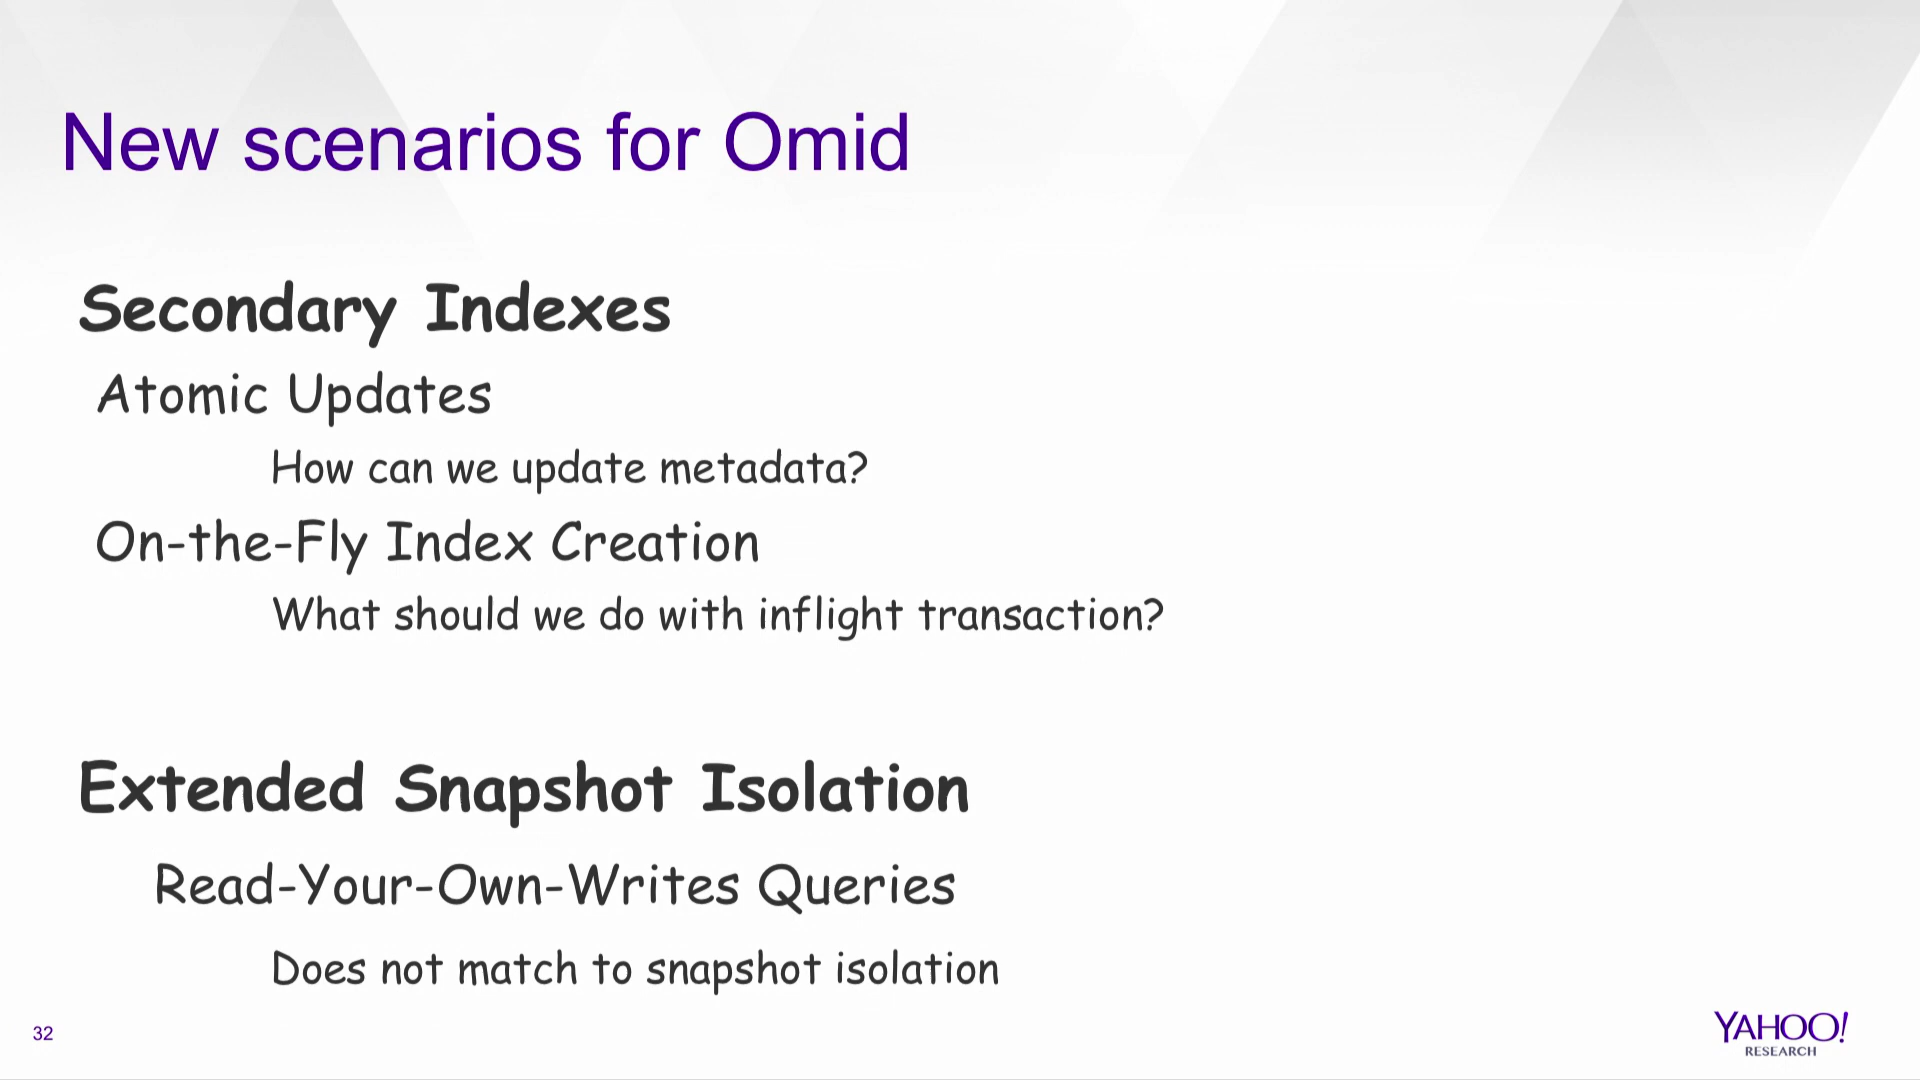 New scenarios for Omid
Secondary Indexes
Atomic Updates
How can we update metadata?
On-the-Fly Index Creation
What should we do with inflight transaction?
Extended Snapshot Isolation
Read-Your-Own-Writes Queries
Does not match to snapshot isolation
32
YAHOO!
RESEARCH